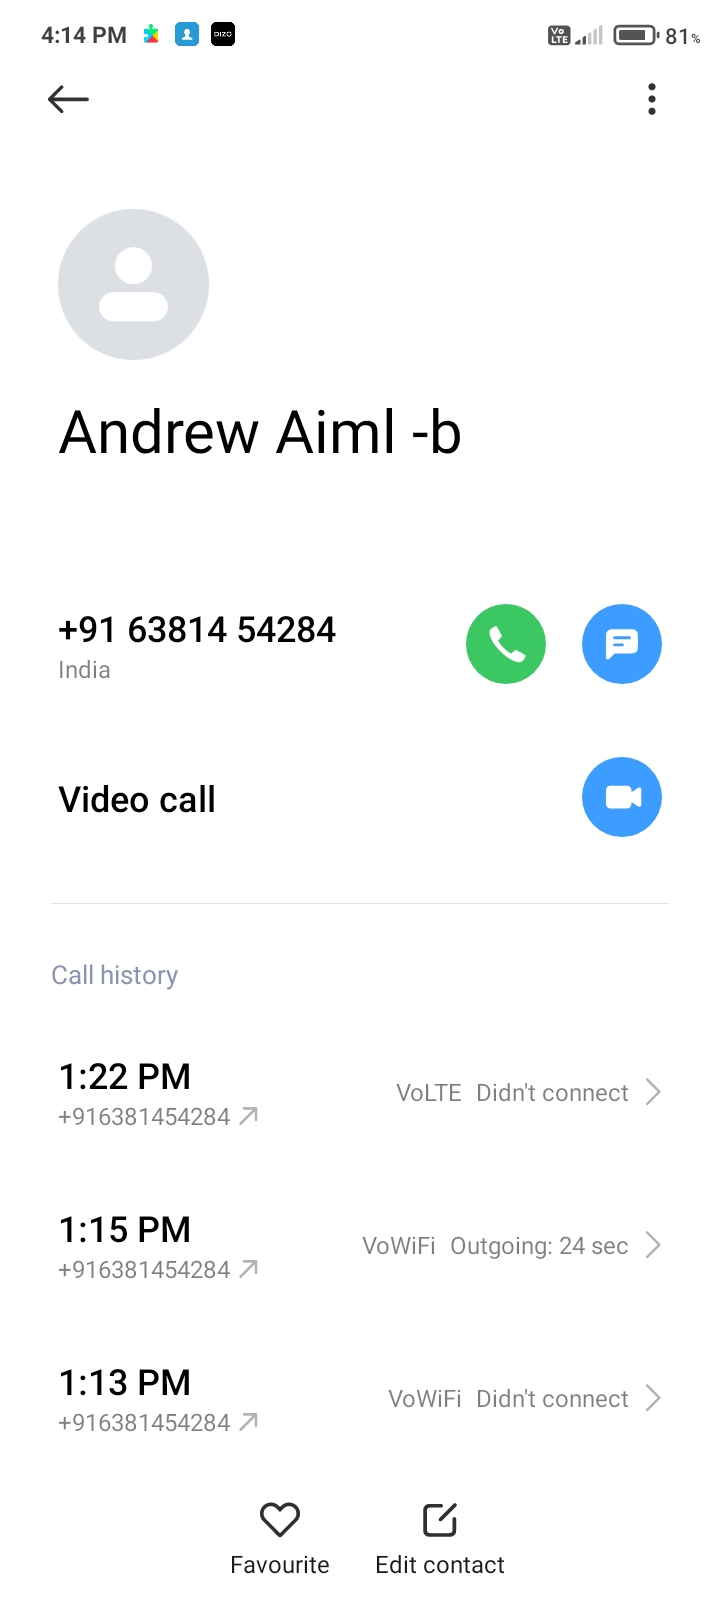 4:14 PM DIZO Vo LTE 81%
Andrew Aiml -b
+91 63814 54284
India
Video call
Call history
1:22 PM
+916381454284 VoLTE Didn't connect
1:15 PM
+916381454284 VoWiFi Outgoing: 24 sec
1:13 PM
+916381454284 VoWiFi Didn't connect
Favourite Edit contact